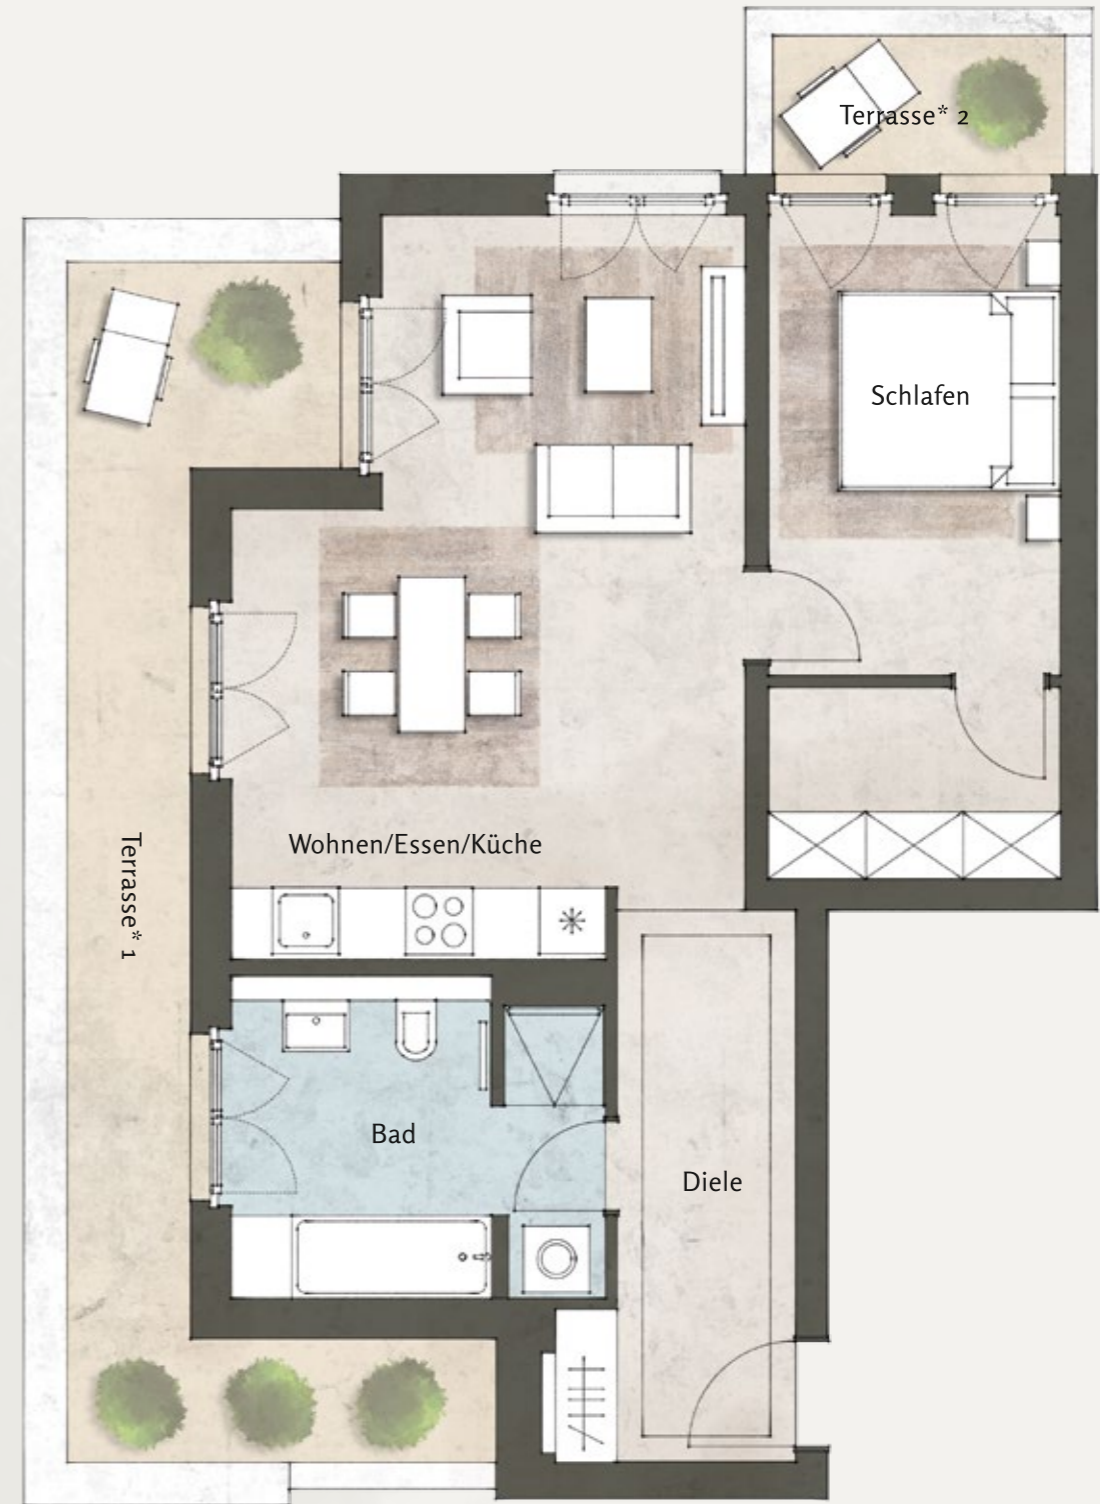 Terrasse* 2
Schlafen
Wohnen/Essen/Küche
Terrasse* 1
Bad
Diele